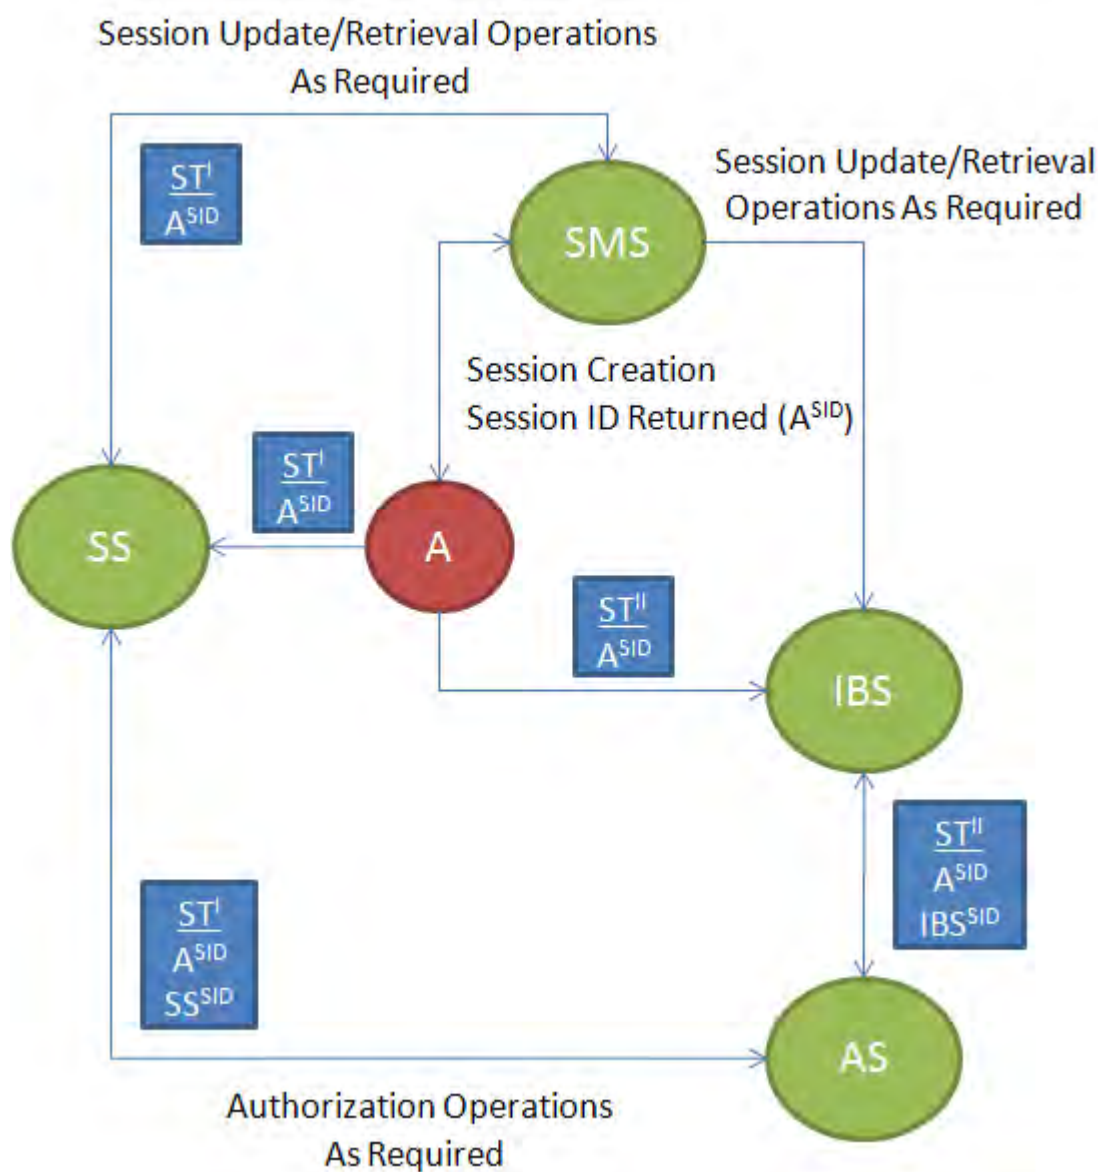 Session Update/Retrieval Operations
As Required
ST^I
A^SID
Session Update/Retrieval
Operations As Required
SMS
Session Creation
Session ID Returned (A^SID)
ST^I
A^SID
SS
A
ST^II
A^SID
IBS
ST^II
A^SID
IBS^SID
ST^I
A^SID
SS^SID
AS
Authorization Operations
As Required